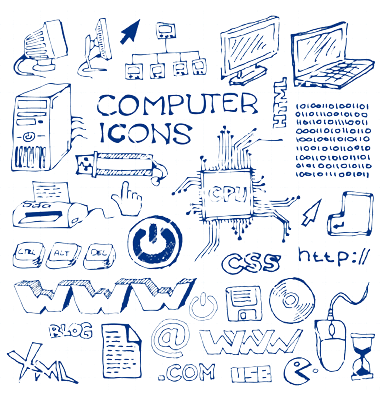 COMPUTER
ICONS
HTML
CPU
CTRL ALT DEL
CSS
http://
WWW
BLOG
@
WWW
XML
.COM
USB